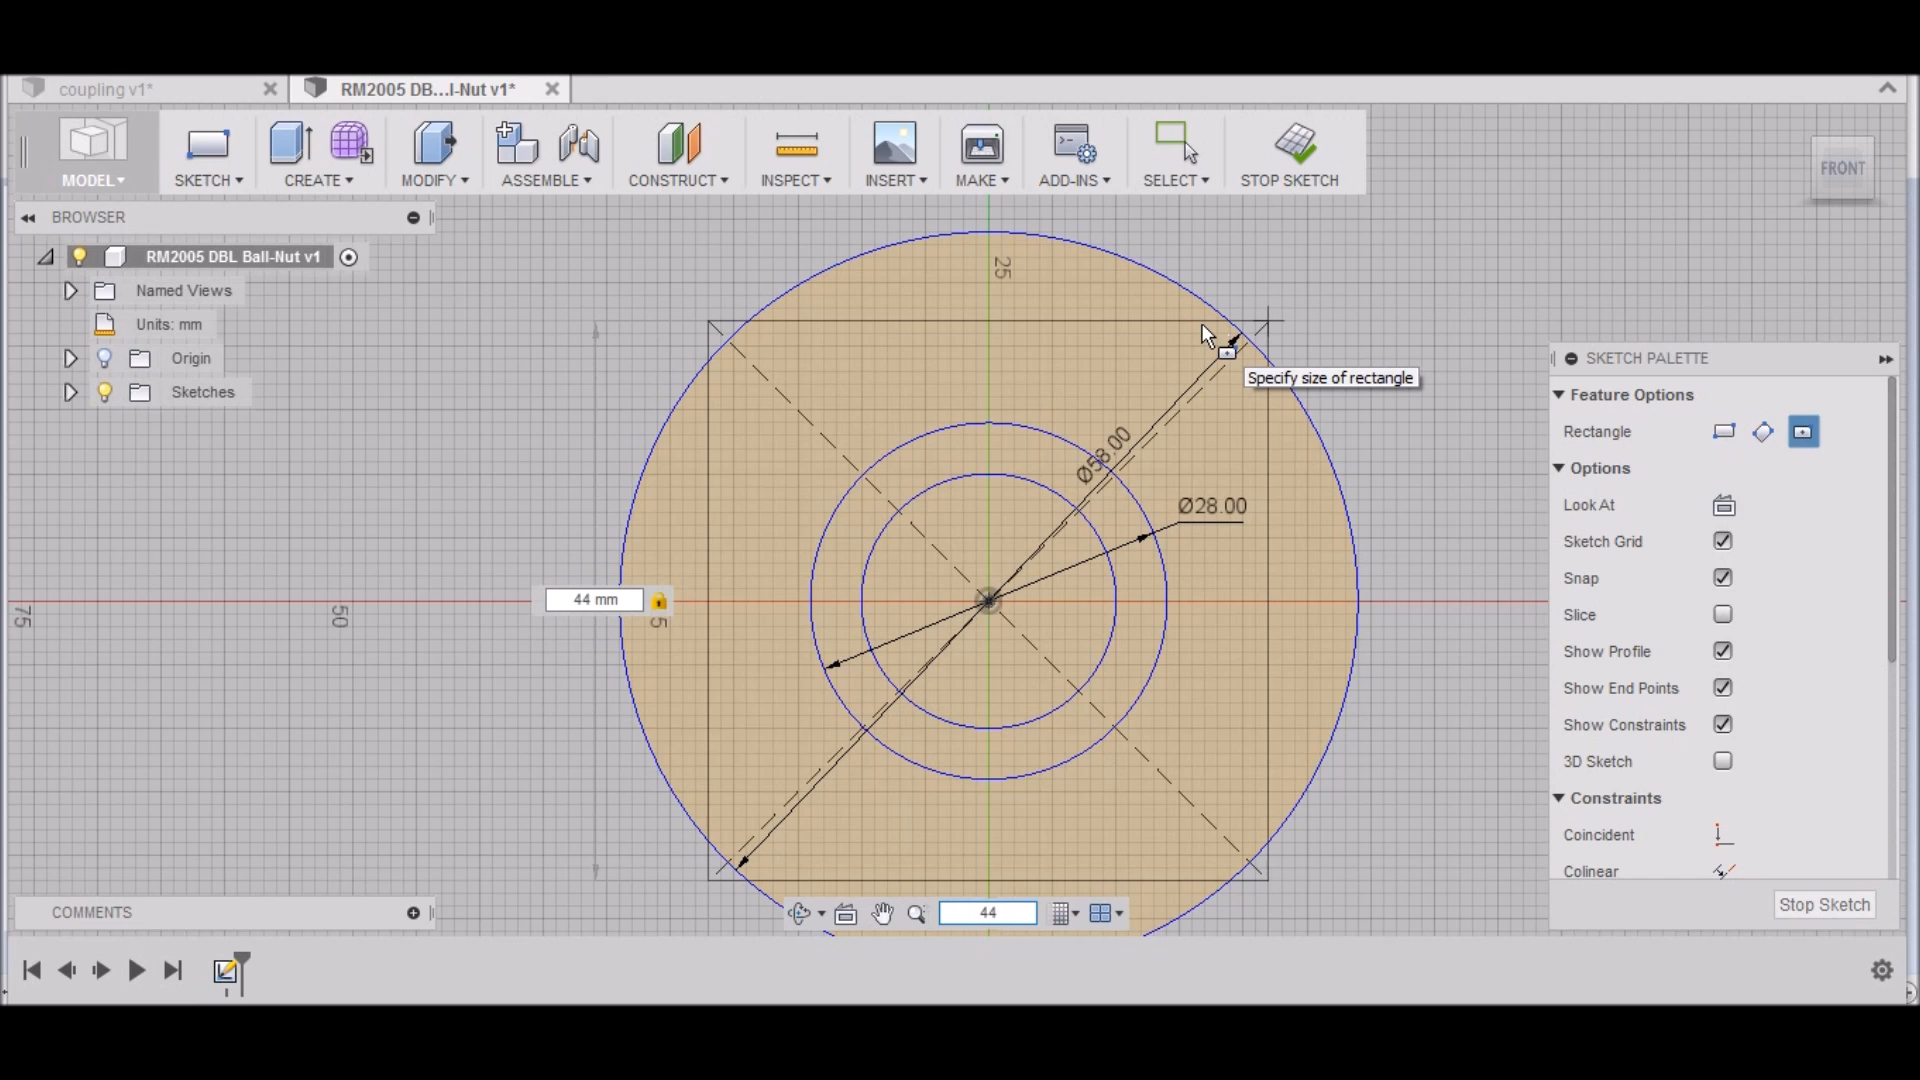 coupling v1*
RM2005 DB...l-Nut v1*
MODEL
SKETCH
CREATE
MODIFY
ASSEMBLE
CONSTRUCT
INSPECT
INSERT
MAKE
ADD-INS
SELECT
STOP SKETCH
FRONT
BROWSER
RM2005 DBL Ball-Nut v1
Named Views
Units: mm
Origin
Sketches
25
Specify size of rectangle
Ø58.00
Ø28.00
44 mm
75
50
5
SKETCH PALETTE
Feature Options
Rectangle
Options
Look At
Sketch Grid
Snap
Slice
Show Profile
Show End Points
Show Constraints
3D Sketch
Constraints
Coincident
Colinear
Stop Sketch
COMMENTS
44